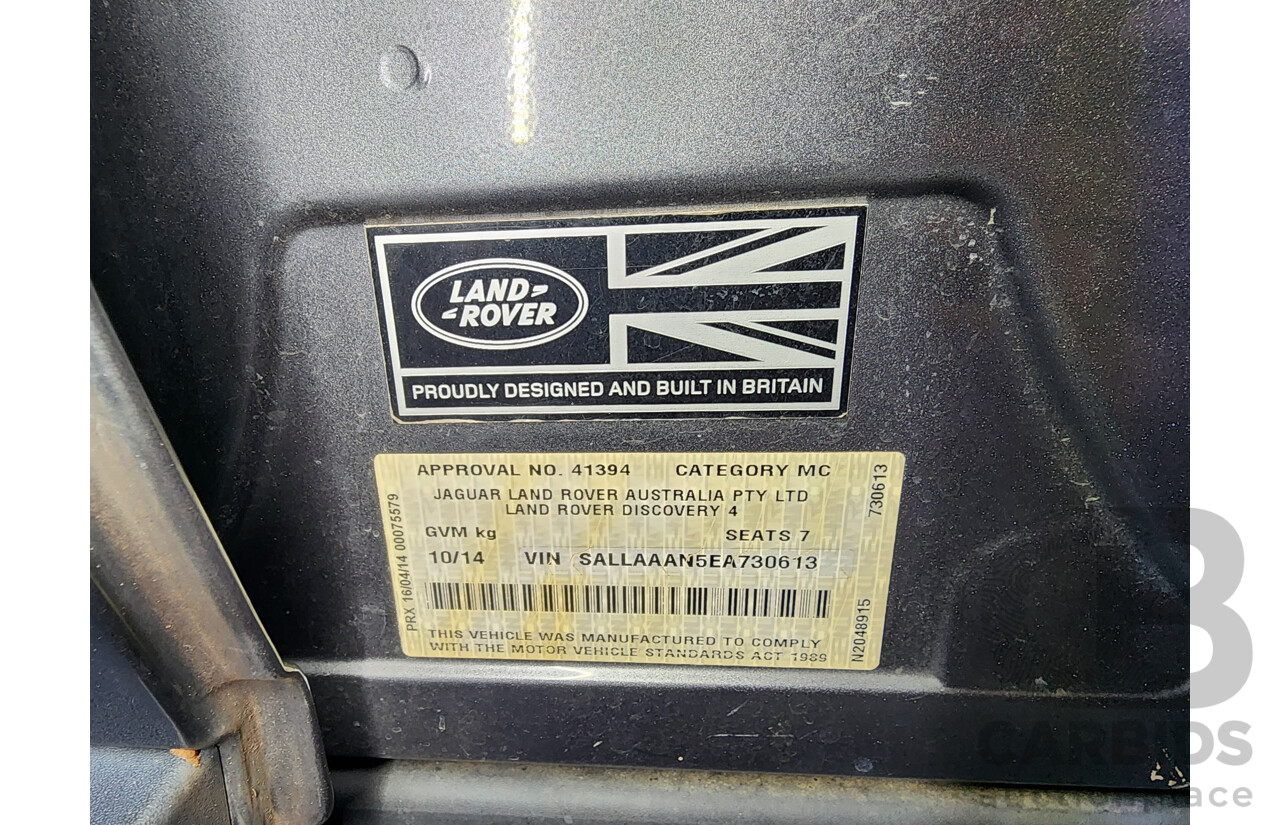 LAND-
-ROVER
PROUDLY DESIGNED AND BUILT IN BRITAIN
APPROVAL NO. 41394 CATEGORY MC
JAGUAR LAND ROVER AUSTRALIA PTY LTD
LAND ROVER DISCOVERY 4
GVM kg SEATS 7
10/14 VIN SALLAAAN5EA730613
THIS VEHICLE WAS MANUFACTURED TO COMPLY
WITH THE MOTOR VEHICLE STANDARDS ACT 1989
PRX 16/04/14 00075579
730613
N2048915
CARBIDS